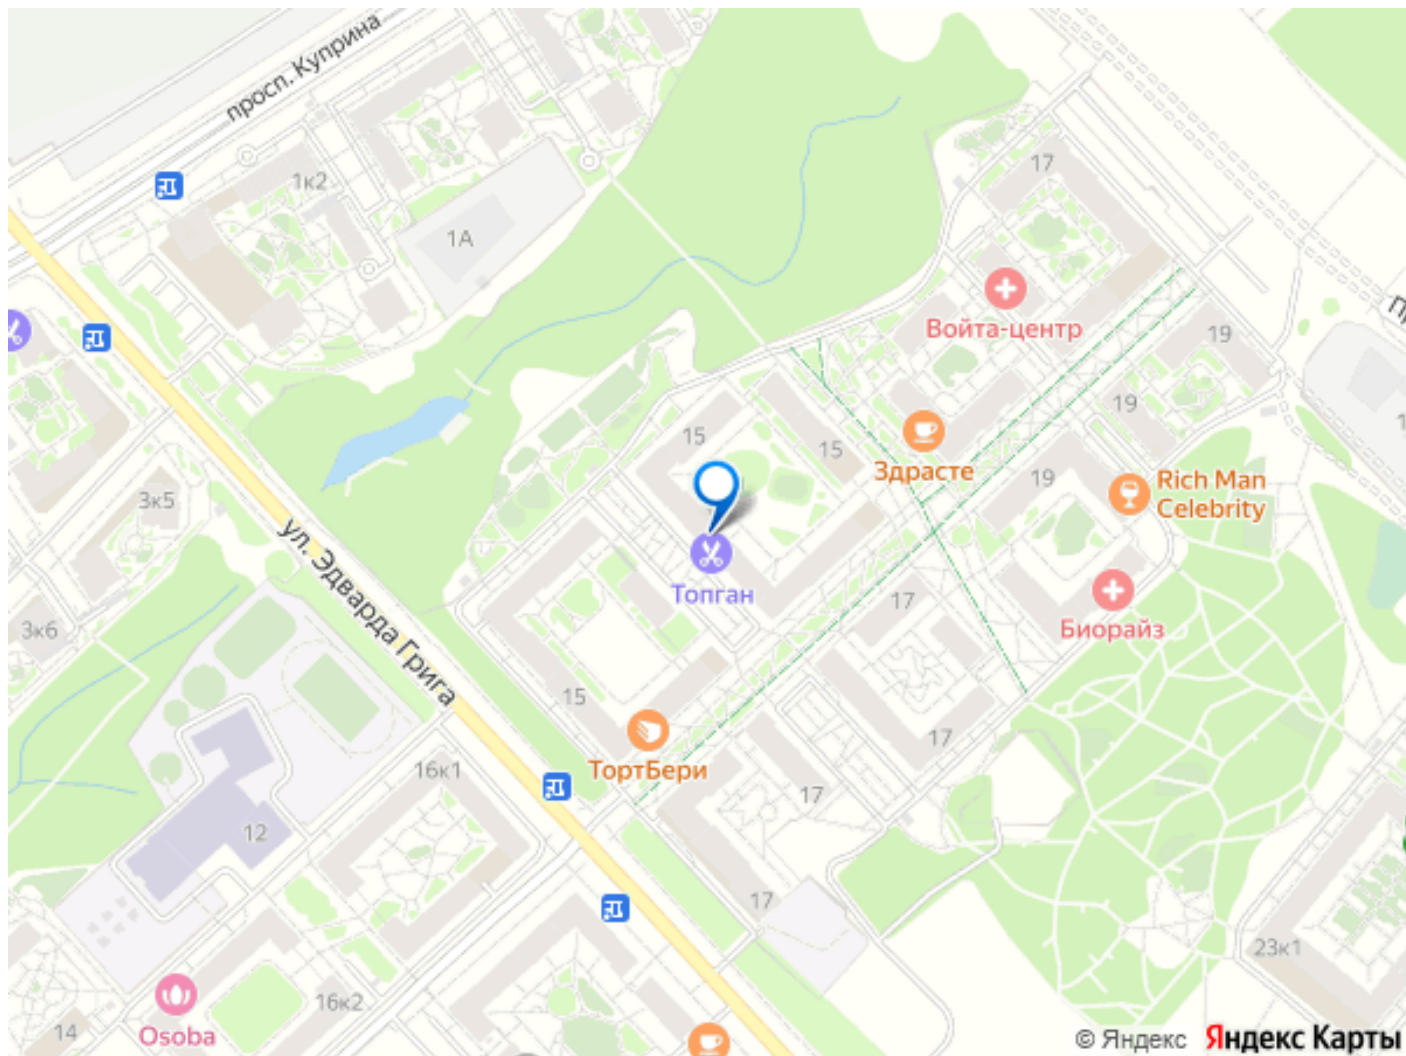 просп. Куприна
1к2
1А
17
Войта-центр
19
19
15
15
Здрасте
19
Rich Man
Celebrity
3к5
ул. Эдварда Грига
Топган
17
Биорайз
3к6
15
17
ТортБери
16к1
17
12
17
23к1
16к2
14
Osoba
© Яндекс Яндекс Карты